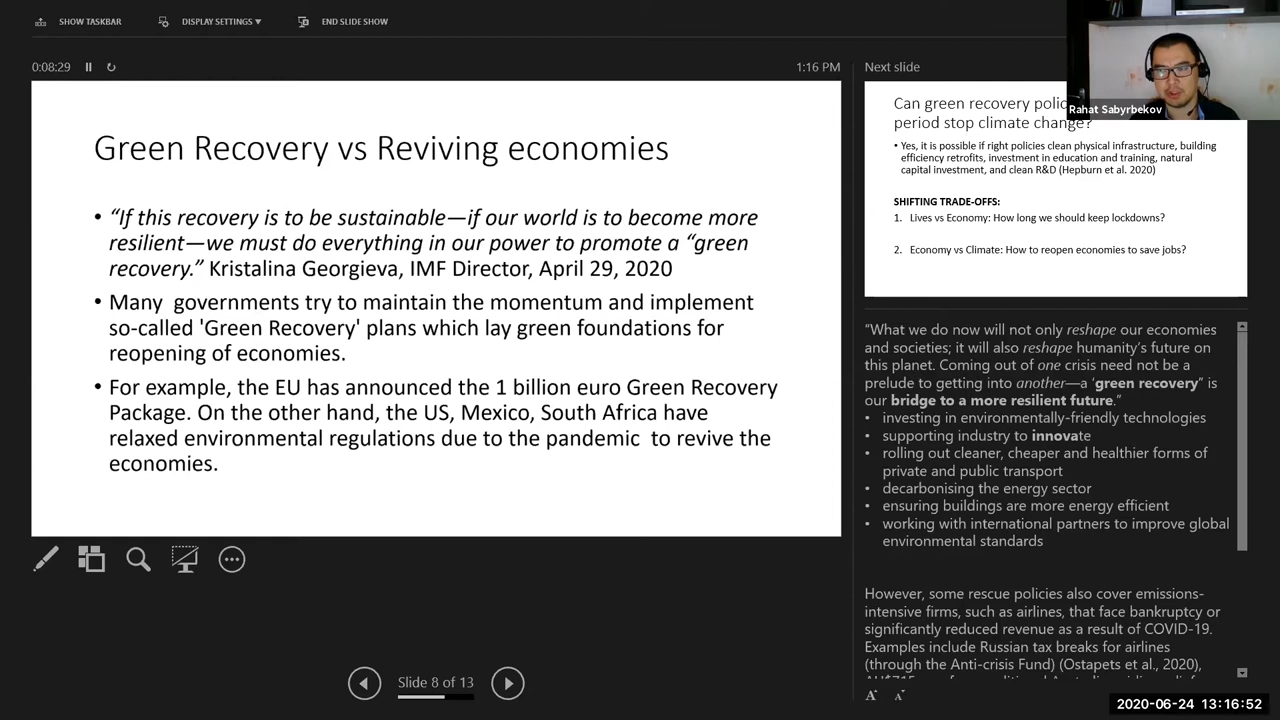 SHOW TASKBAR
DISPLAY SETTINGS
END SLIDE SHOW
0:08:29
1:16 PM
Green Recovery vs Reviving economies
• “If this recovery is to be sustainable—if our world is to become more
resilient—we must do everything in our power to promote a “green
recovery.” Kristalina Georgieva, IMF Director, April 29, 2020
• Many governments try to maintain the momentum and implement
so-called 'Green Recovery' plans which lay green foundations for
reopening of economies.
• For example, the EU has announced the 1 billion euro Green Recovery
Package. On the other hand, the US, Mexico, South Africa have
relaxed environmental regulations due to the pandemic to revive the
economies.
Slide 8 of 13
Next slide
Rahat Sabyrbekov
Can green recovery
period stop climate change?
• Yes, it is possible if right policies clean physical infrastructure, building
efficiency retrofits, investment in education and training, natural
capital investment, and clean R&D (Hepburn et al. 2020)
SHIFTING TRADE-OFFS:
1. Lives vs Economy: How long we should keep lockdowns?
2. Economy vs Climate: How to reopen economies to save jobs?
“What we do now will not only reshape our economies
and societies; it will also reshape humanity’s future on
this planet. Coming out of one crisis need not be a
prelude to getting into another—a ‘green recovery” is
our bridge to a more resilient future.”
• investing in environmentally-friendly technologies
• supporting industry to innovate
• rolling out cleaner, cheaper and healthier forms of
private and public transport
• decarbonising the energy sector
• ensuring buildings are more energy efficient
• working with international partners to improve global
environmental standards
However, some rescue policies also cover emissions-
intensive firms, such as airlines, that face bankruptcy or
significantly reduced revenue as a result of COVID-19.
Examples include Russian tax breaks for airlines
(through the Anti-crisis Fund) (Ostapets et al., 2020),
A A
2020-06-24 13:16:52